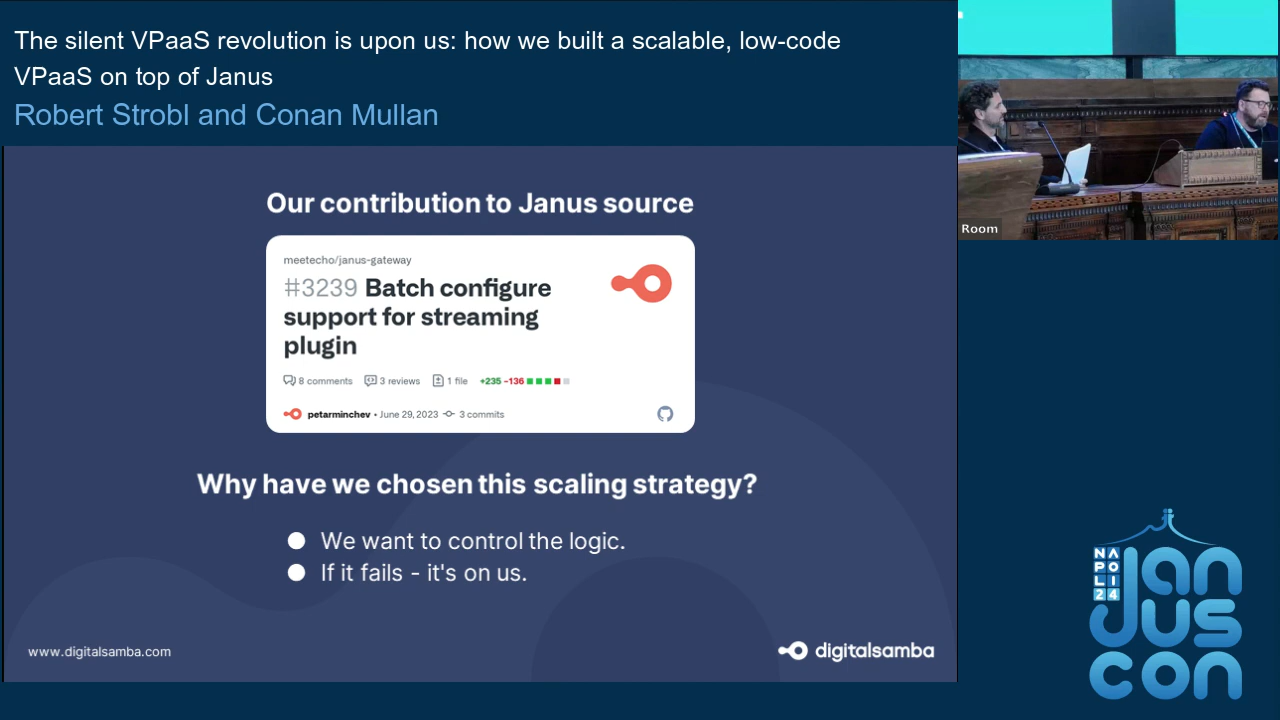 The silent VPaaS revolution is upon us: how we built a scalable, low-code
VPaaS on top of Janus
Robert Strobl and Conan Mullan
Our contribution to Janus source
meetecho/janus-gateway
#3239 Batch configure
support for streaming
plugin
8 comments 3 reviews 1 file +235 -136
petarminchev • June 29, 2023 3 commits
Why have we chosen this scaling strategy?
We want to control the logic.
If it fails - it's on us.
www.digitalsamba.com
digitalsamba
Room
NAPOLI24
JANUSCON